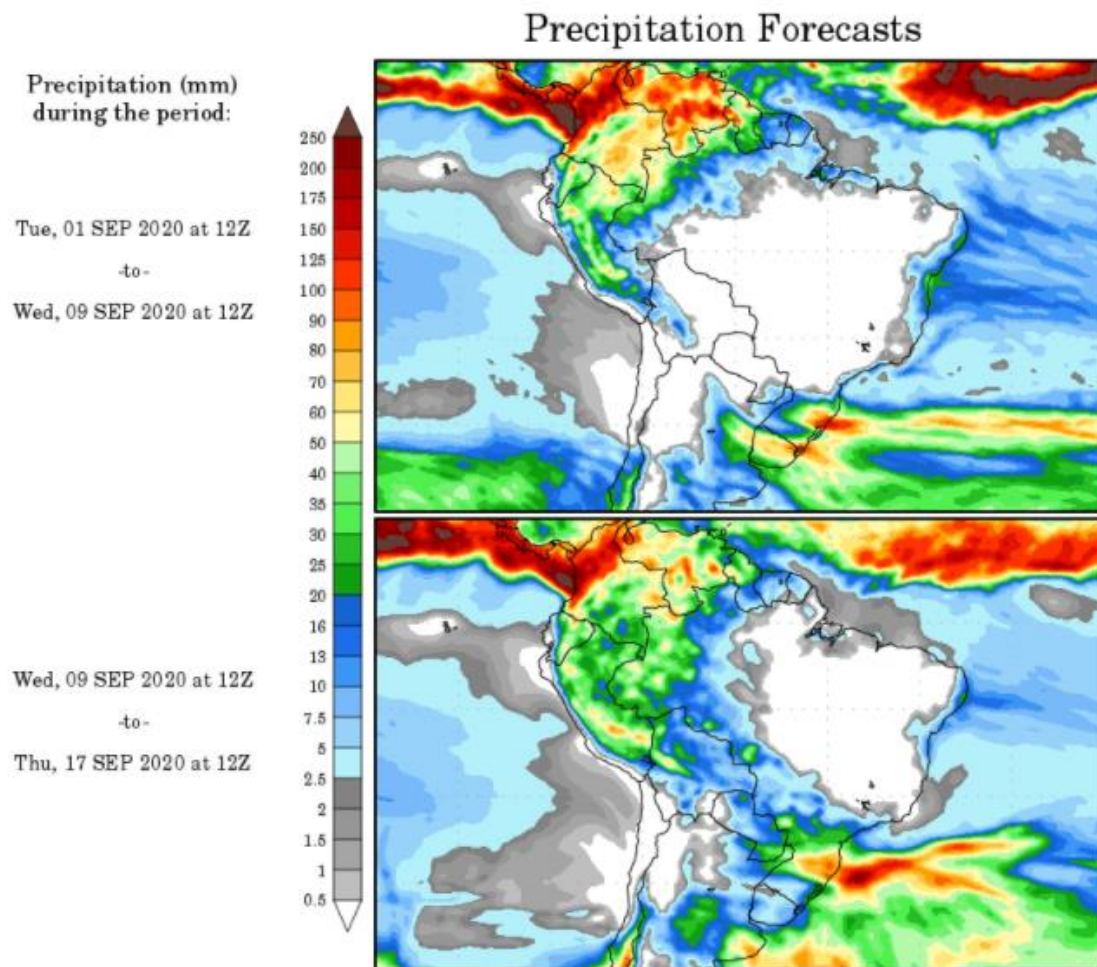 Precipitation Forecasts
Precipitation (mm)
during the period:
Tue, 01 SEP 2020 at 12Z
-to-
Wed, 09 SEP 2020 at 12Z
Wed, 09 SEP 2020 at 12Z
-to-
Thu, 17 SEP 2020 at 12Z
250
200
175
150
125
100
90
80
70
60
50
40
35
30
25
20
16
13
10
7.5
5
2.5
2
1.5
1
0.5